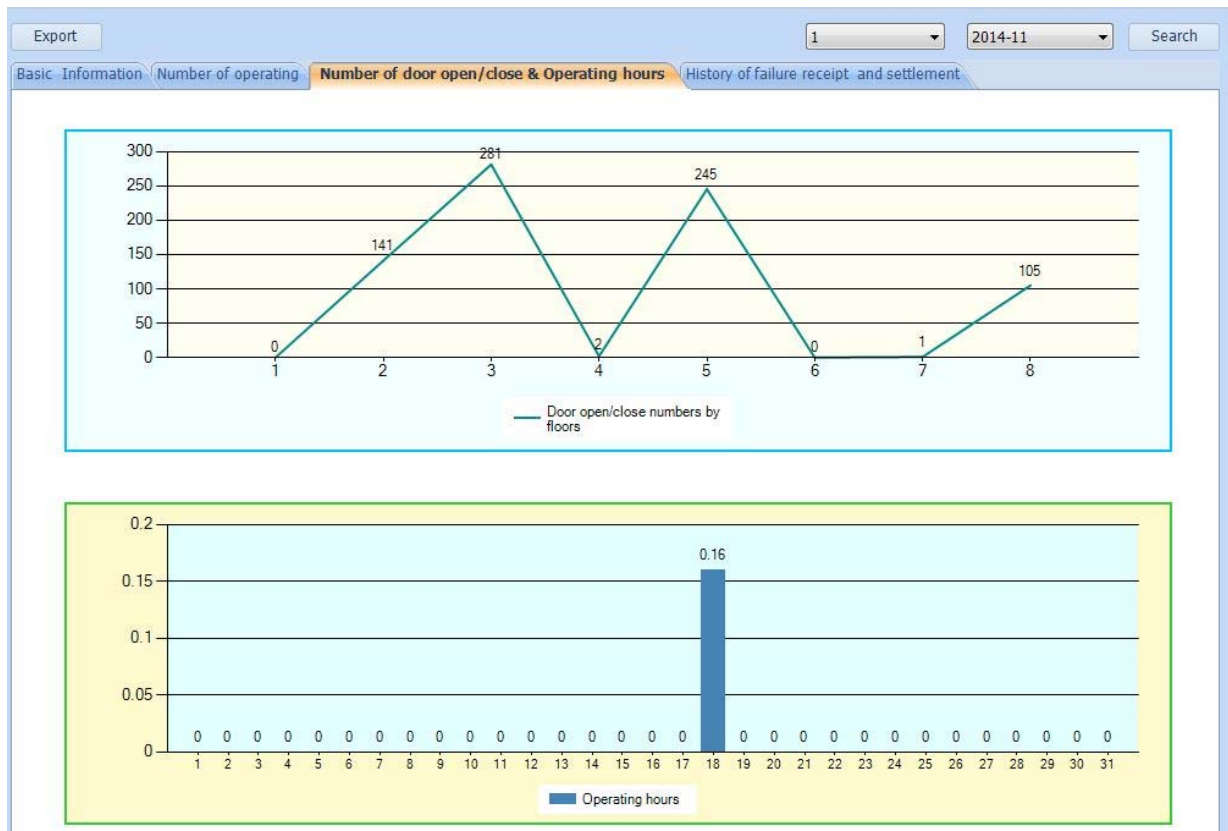 Export 1 2014-11 Search
Basic Information Number of operating Number of door open/close & Operating hours History of failure receipt and settlement
300
250
200
150
100
50
0
0 141 281 2 245 0 1 105
1 2 3 4 5 6 7 8
Door open/close numbers by
floors
0.2
0.15
0.1
0.05
0
0 0 0 0 0 0 0 0 0 0 0 0 0 0 0 0 0 0.16 0 0 0 0 0 0 0 0 0 0 0 0 0
1 2 3 4 5 6 7 8 9 10 11 12 13 14 15 16 17 18 19 20 21 22 23 24 25 26 27 28 29 30 31
Operating hours